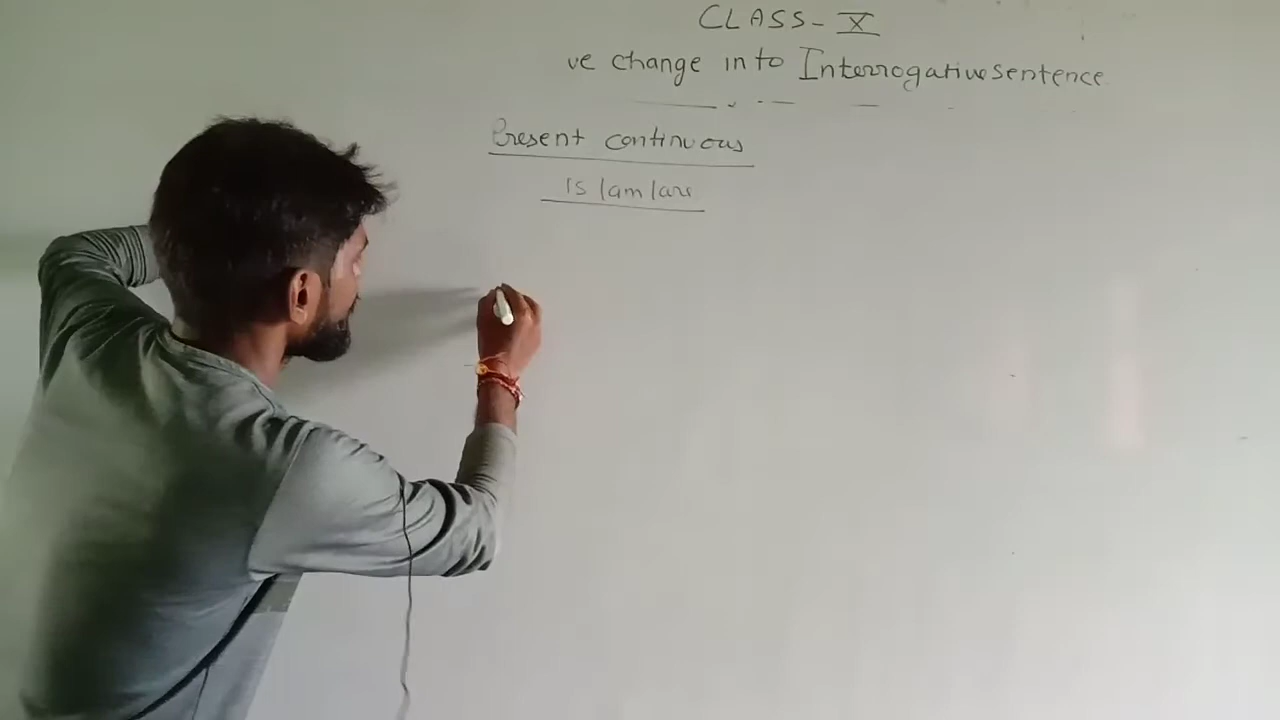 CLASS - X
ve change into Interrogative sentence
Present continuous
is/am/are